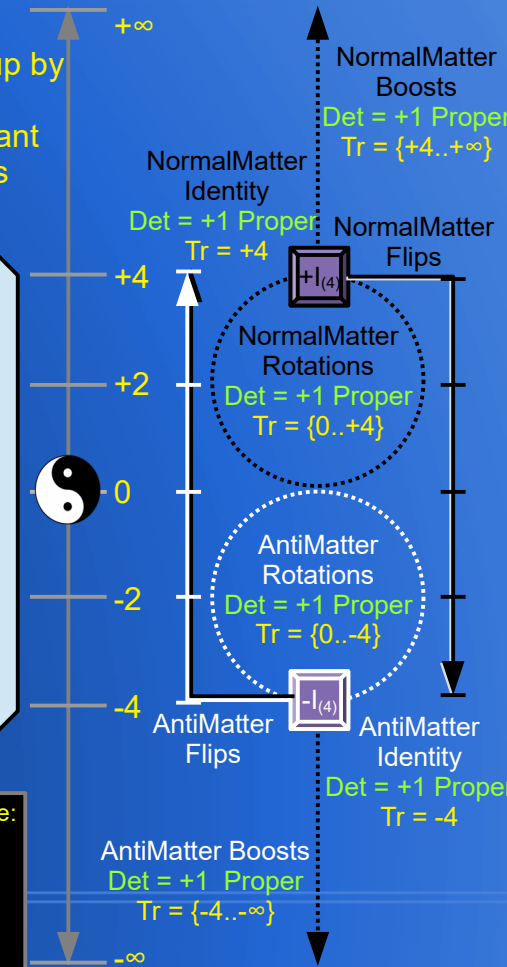 +∞
up by
ant
s
NormalMatter
Boosts
Det = +1 Proper
Tr = {+4..+∞}
NormalMatter
Identity
Det = +1 Proper
Tr = +4
NormalMatter
Flips
+4
+I(4)
NormalMatter
Rotations
Det = +1 Proper
Tr = {0..+4}
+2
0
AntiMatter
Rotations
Det = +1 Proper
Tr = {0..-4}
-2
-4
-I(4)
AntiMatter
Flips
AntiMatter
Identity
Det = +1 Proper
Tr = -4
e:
AntiMatter Boosts
Det = +1 Proper
Tr = {-4..-∞}
-∞